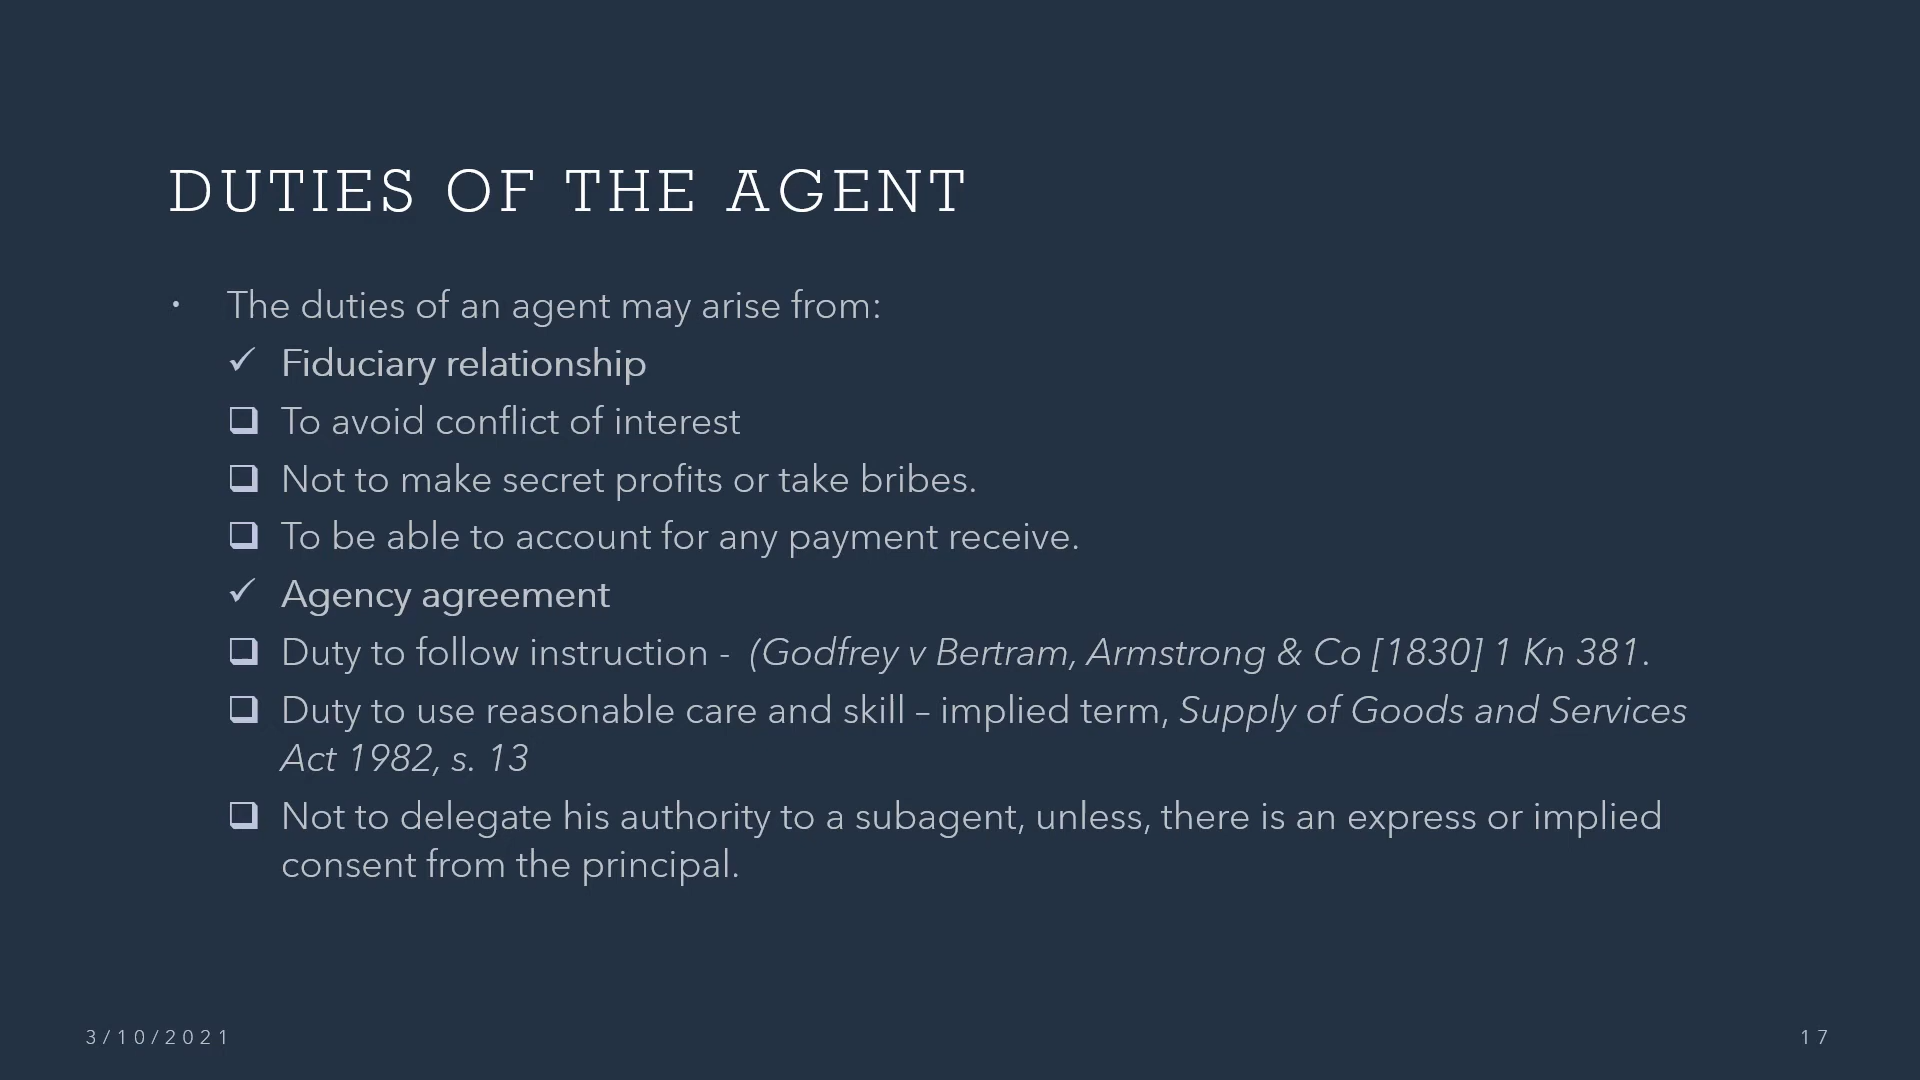 DUTIES OF THE AGENT
• The duties of an agent may arise from:
✓ Fiduciary relationship
❑ To avoid conflict of interest
❑ Not to make secret profits or take bribes.
❑ To be able to account for any payment receive.
✓ Agency agreement
❑ Duty to follow instruction -  (Godfrey v Bertram, Armstrong & Co [1830] 1 Kn 381.
❑ Duty to use reasonable care and skill – implied term, Supply of Goods and Services
Act 1982, s. 13
❑ Not to delegate his authority to a subagent, unless, there is an express or implied
consent from the principal.
3/10/2021
17